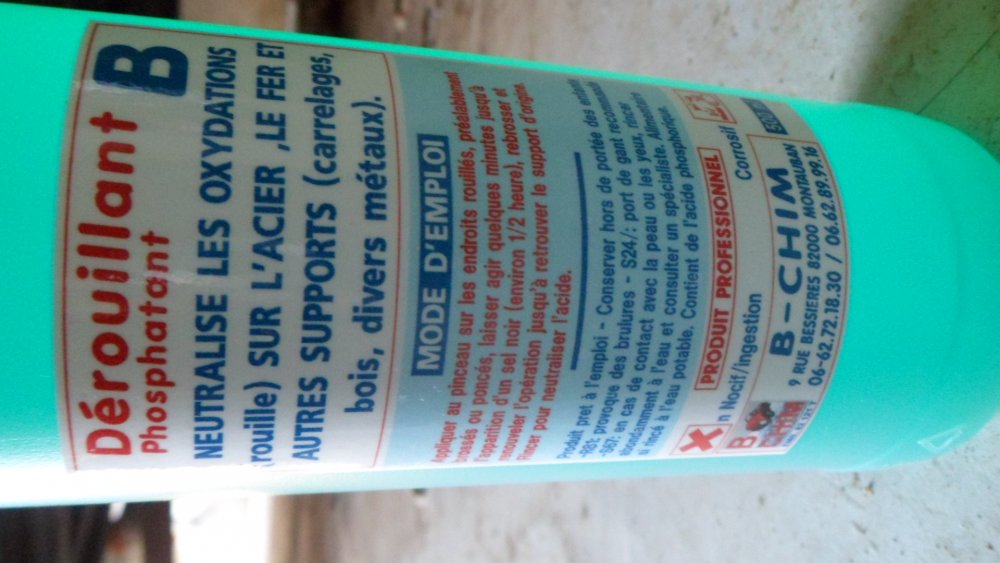 Dérouillant B
Phosphatant
NEUTRALISE LES OXYDATIONS
(rouille) SUR L'ACIER ,LE FER ET
AUTRES SUPPORTS (carrelages,
bois, divers métaux).
MODE D'EMPLOI
Appliquer au pinceau sur les endroits rouillés, préalablement
brossés ou poncés, laisser agir quelques minutes jusqu'à
l'apparition d'un sel noir (environ 1/2 heure), rebrosser et
renouveler l'opération jusqu'à retrouver le support d'origine.
Rincer pour neutraliser l'acide.
Produit pret à l'emploi - Conserver hors de portée des enfants
provoque des brulures - S24/: port de gant recommandé
en cas de contact avec la peau ou les yeux, rincer
abondamment à l'eau et consulter un spécialiste. Alimentaire
si rincé à l'eau potable. Contient de l'acide phosphorique.
PRODUIT PROFESSIONNEL
n Nocif/Ingestion
Corrosif
B
B-CHIM
9 RUE BESSIERES 82000 MONTAUBAN
06-62.72.18.30 / 06.62.89.99.16